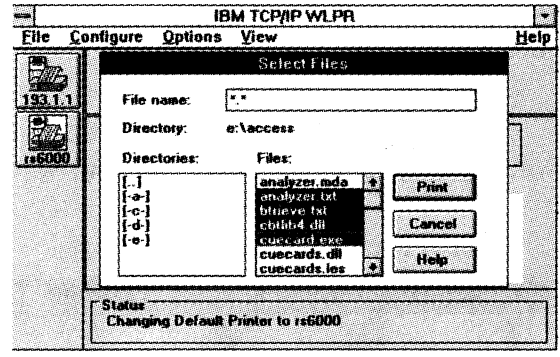 IBM TCP/IP WLPR
File Configure Options View Help
Select Files
193.1.1
File name: *.*
Directory: e:\access
rs6000
Directories: Files:
[..]
[-a-]
[-c-]
[-d-]
[-e-]
analyzer.mda
analyzer.txt
btrieve.txt
cbtlib4.dll
cuecard.exe
cuecards.dll
cuecards.les
Print
Cancel
Help
Status
Changing Default Printer to rs6000